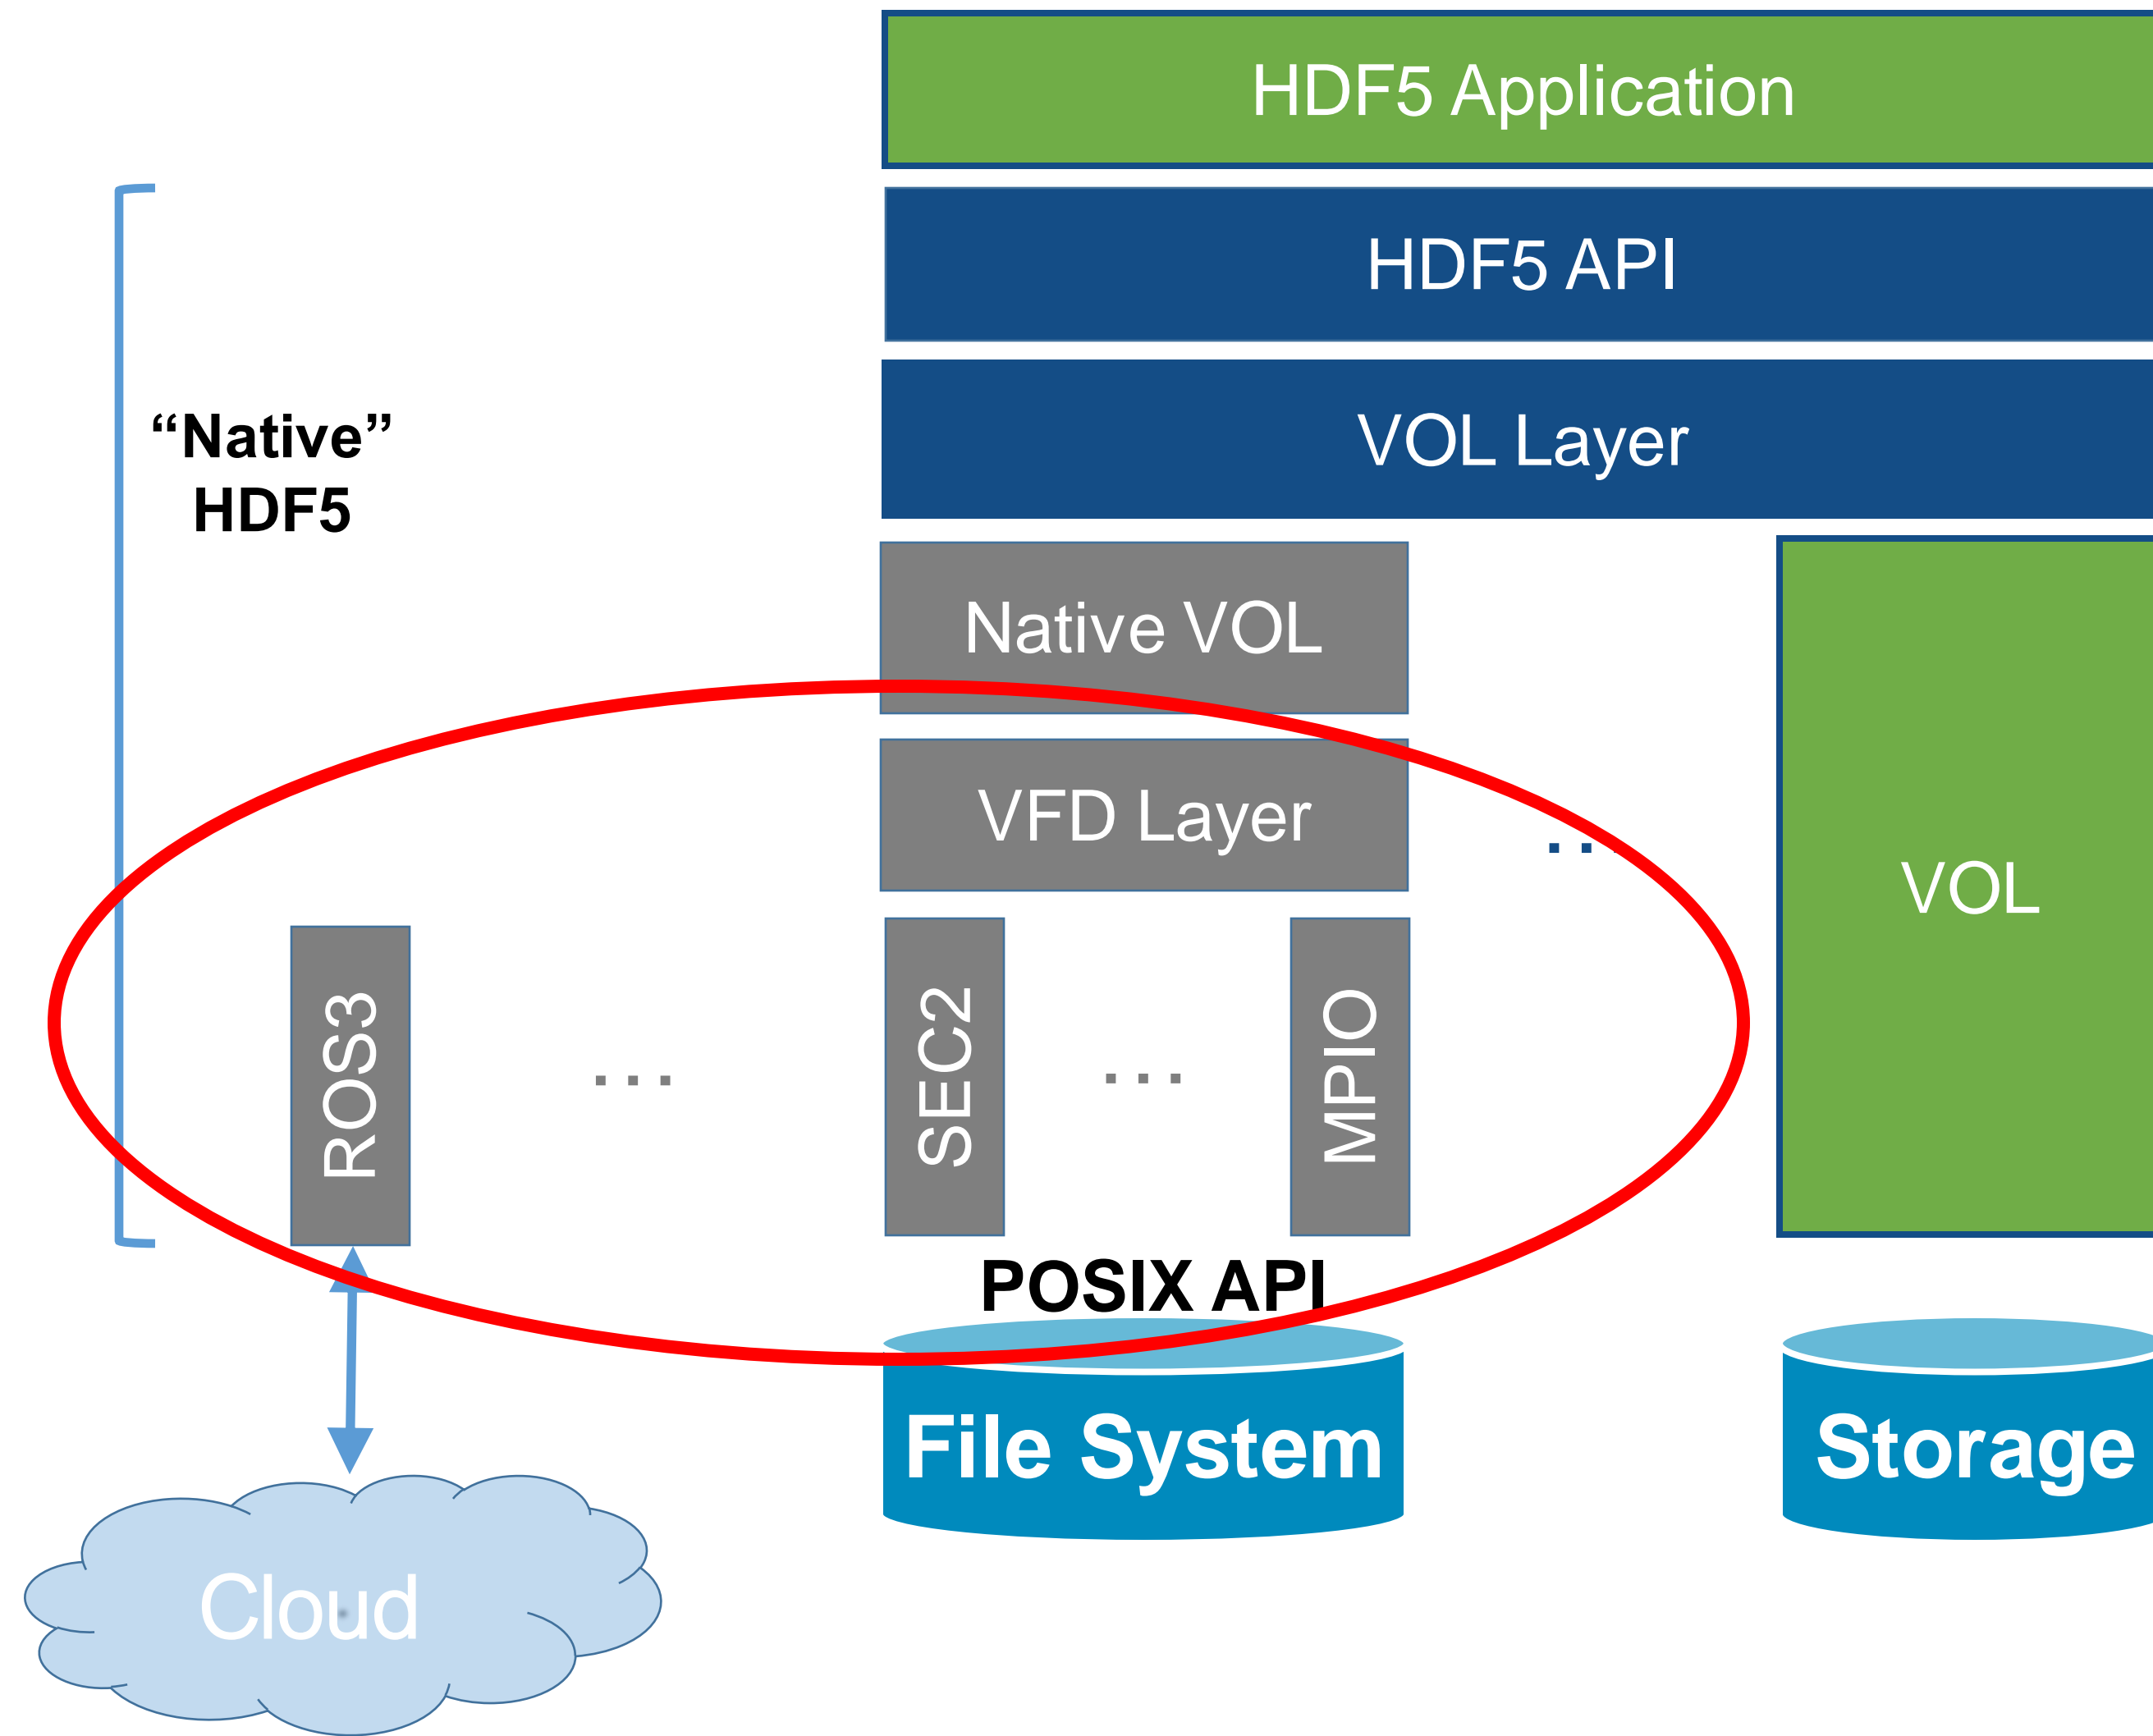 HDF5 Application
HDF5 API
“Native”
HDF5
VOL Layer
Native VOL
VFD Layer
...
VOL
ROS3
...
SEC2
...
MPIO
POSIX API
File System
Storage
Cloud